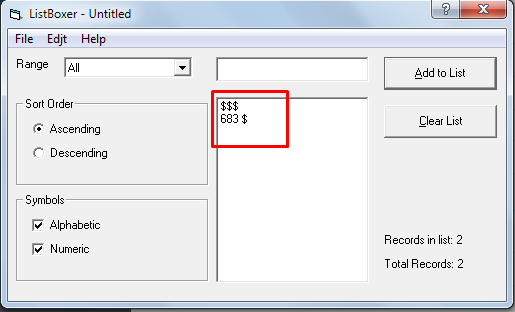 ListBoxer - Untitled
File Edjt Help
Range All
Add to List
$$$
683 $
Sort Order
Ascending
Descending
Clear List
Symbols
Alphabetic
Numeric
Records in list: 2
Total Records: 2